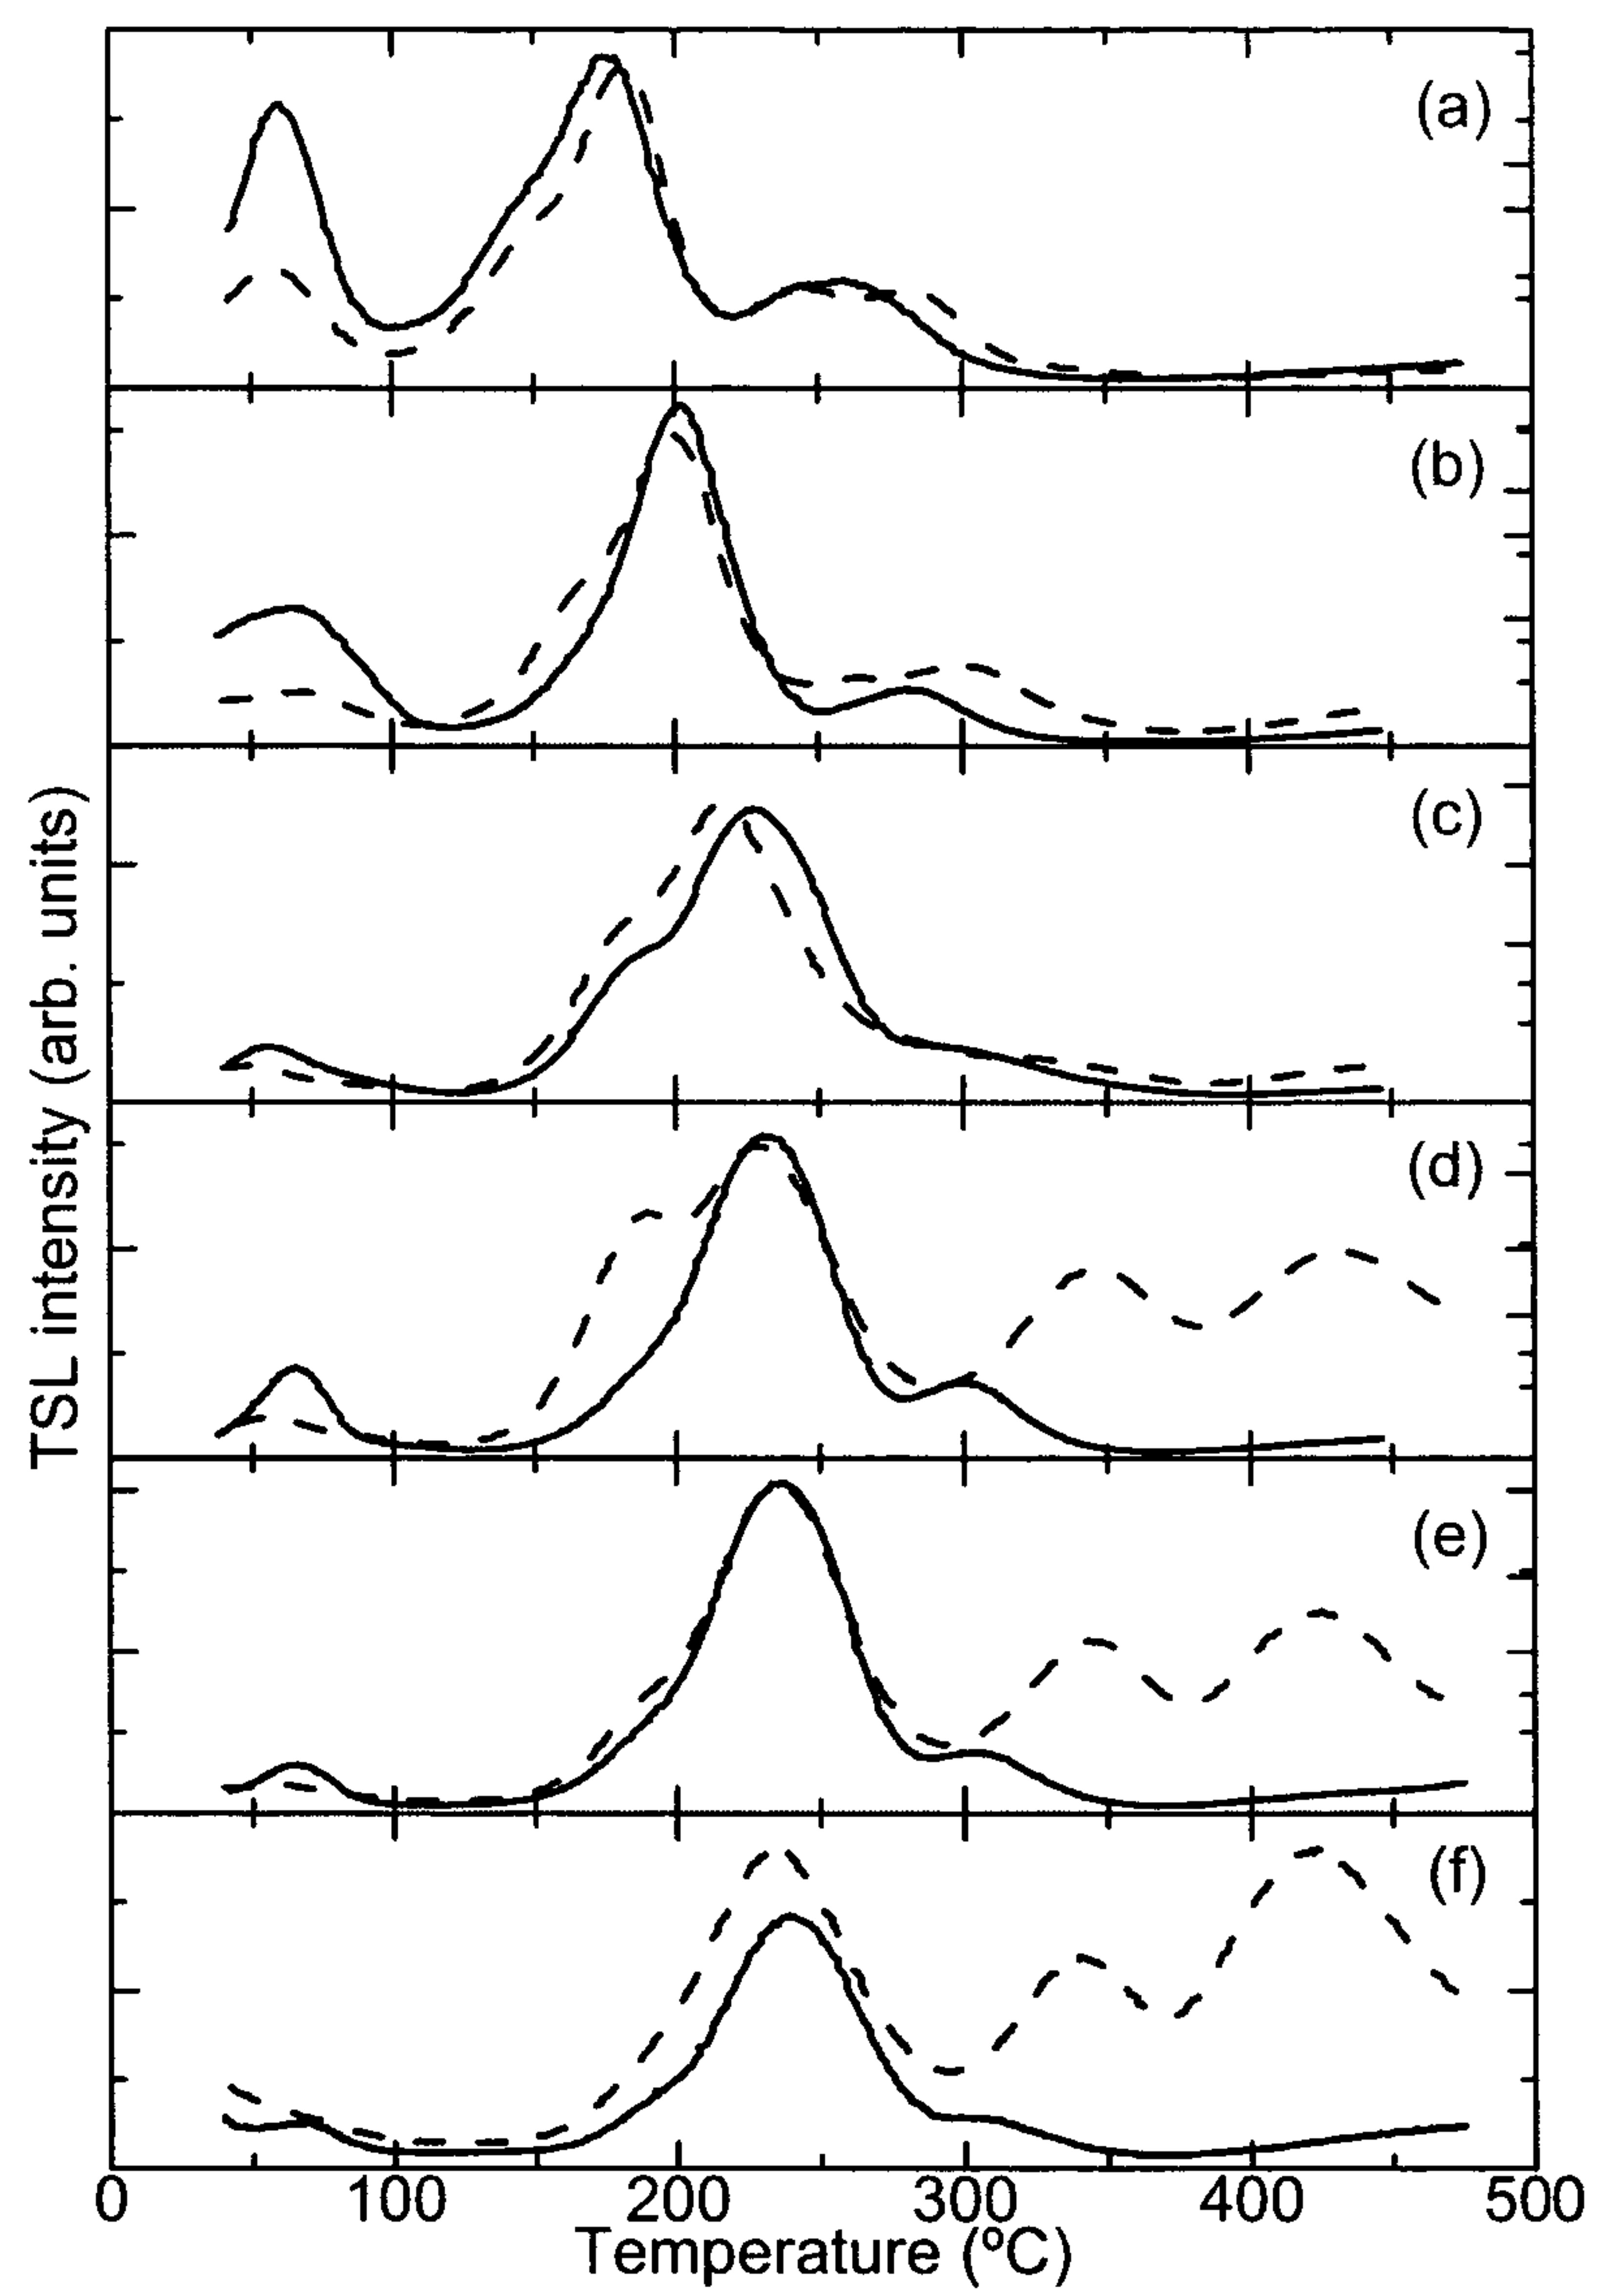 (a)
(b)
(c)
(d)
(e)
(f)
TSL intensity (arb. units)
0 100 200 300 400 500
Temperature (ºC)